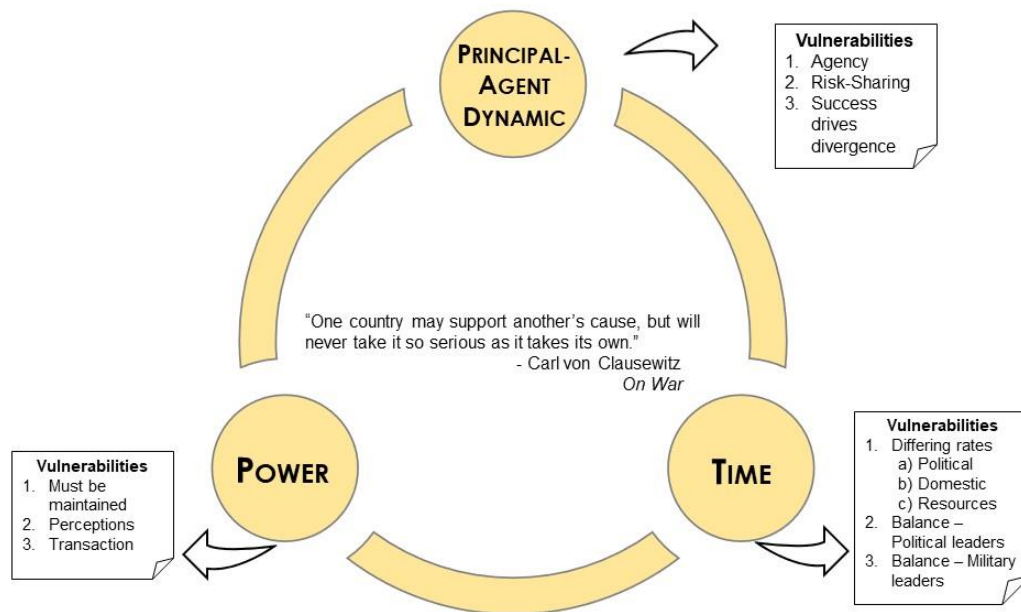 PRINCIPAL-
AGENT
DYNAMIC
Vulnerabilities
1. Agency
2. Risk-Sharing
3. Success
drives
divergence
“One country may support another’s cause, but will
never take it so serious as it takes its own.”
- Carl von Clausewitz
On War
POWER
Vulnerabilities
1. Must be
maintained
2. Perceptions
3. Transaction
TIME
Vulnerabilities
1. Differing rates
a) Political
b) Domestic
c) Resources
2. Balance –
Political leaders
3. Balance – Military
leaders